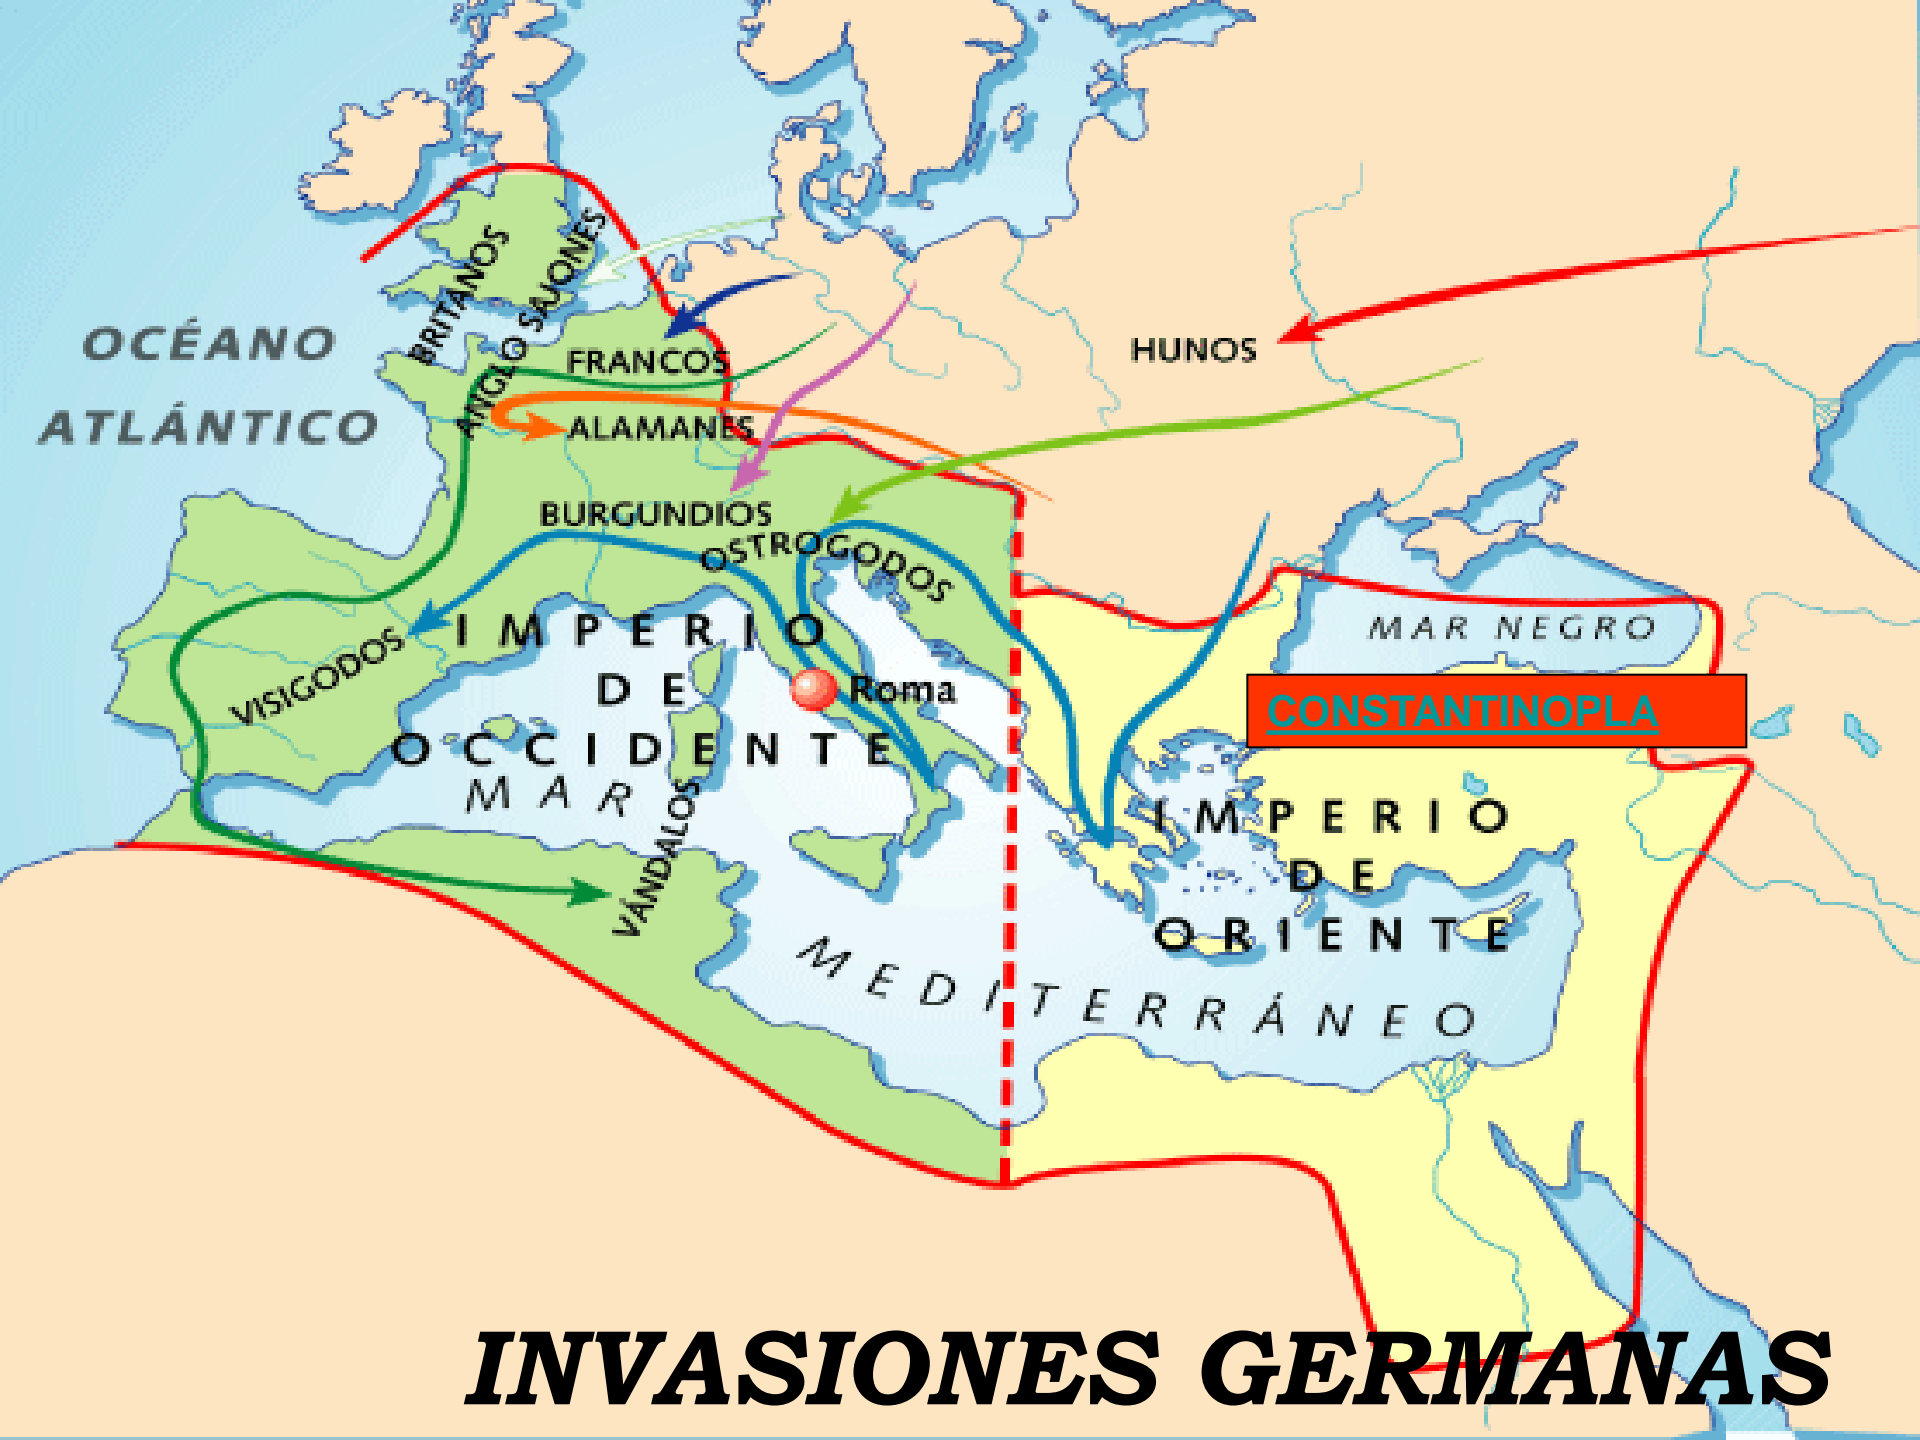 BRITANOS
ANGLO SAJONES
OCÉANO
ATLÁNTICO
FRANCOS
HUNOS
ALAMANES
BURGUNDIOS
OSTROGODOS
VISIGODOS
IMPERIO
DE
OCCIDENTE
Roma
MAR NEGRO
CONSTANTINOPLA
MAR
MEDITERRÁNEO
VÁNDALOS
IMPERIO
DE
ORIENTE
INVASIONES GERMANAS